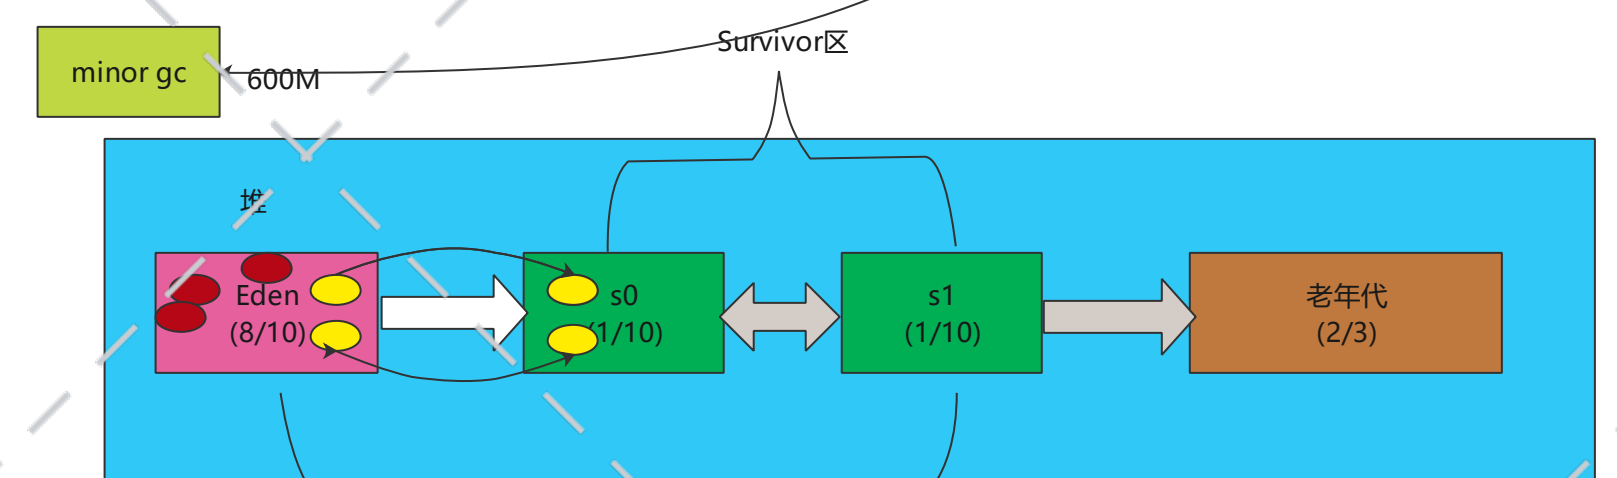 Survivor区
minor gc
600M
堆
Eden
(8/10)
s0
(1/10)
s1
(1/10)
老年代
(2/3)